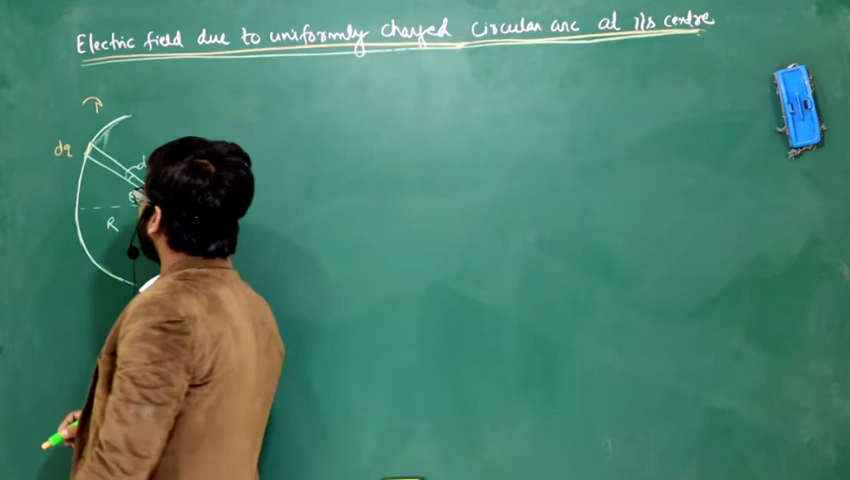 Electric field due to uniformly charged circular arc at its centre
dq
d
θ
R